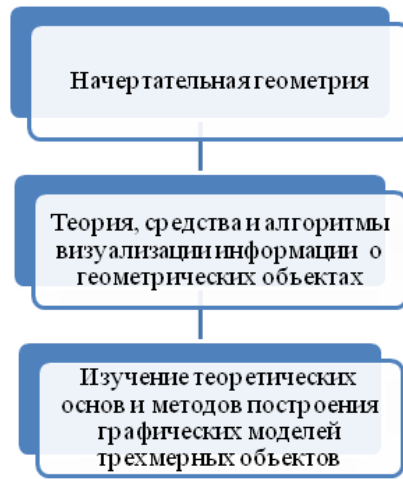 Начертательная геометрия
Теория, средства и алгоритмы
визуализации информации о
геометрических объектах
Изучение теоретических
основ и методов построения
графических моделей
трехмерных объектов